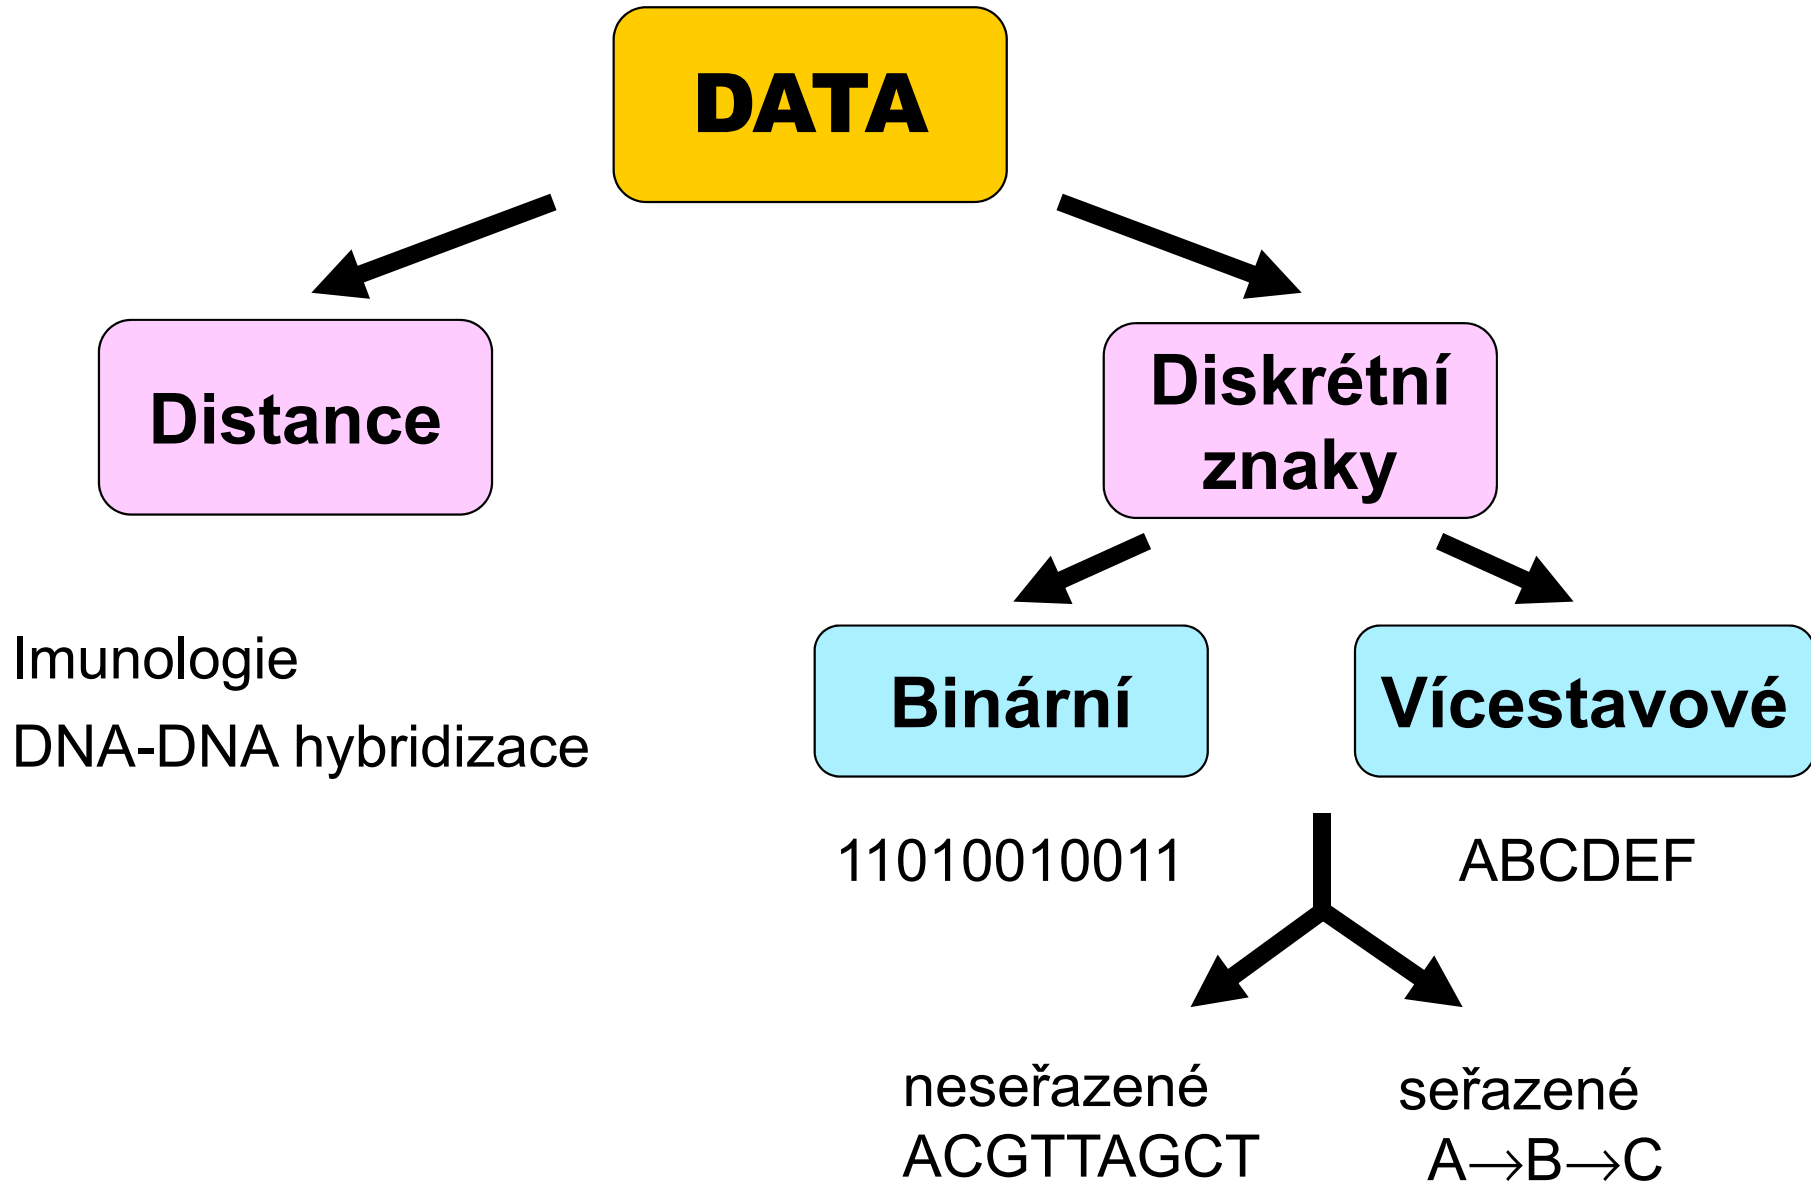 DATA
Distance
Diskrétní
znaky
Imunologie
DNA-DNA hybridizace
Binární
Vícestavové
11010010011
ABCDEF
neseřazené
ACGTTAGCT
seřazené
A→B→C